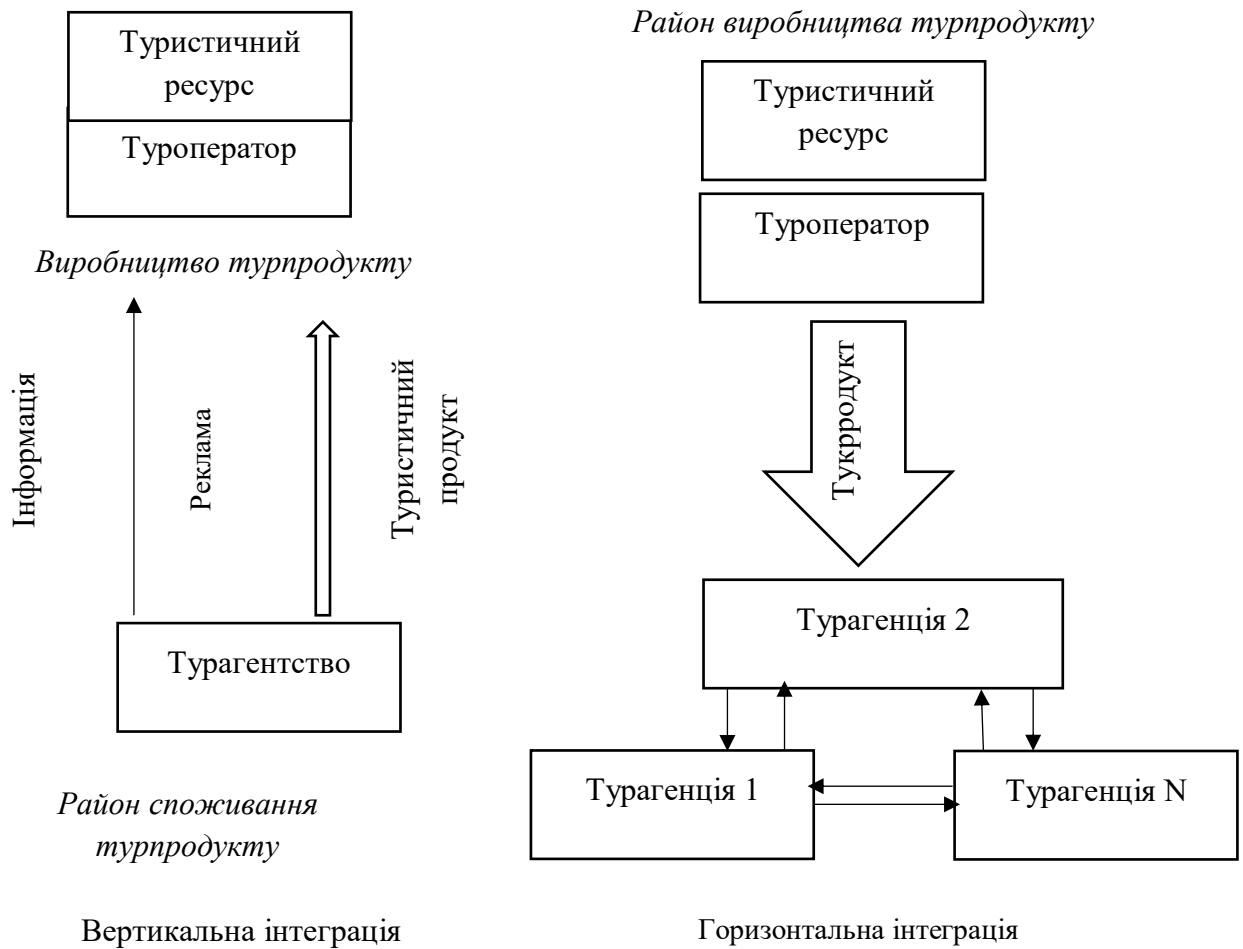 Туристичний
ресурс
Туроператор
Виробництво турпродукту
Інформація
Реклама
Туристичний
продукт
Турагентство
Район споживання
турпродукту
Вертикальна інтеграція
Район виробництва турпродукту
Туристичний
ресурс
Туроператор
Тукрродукт
Турагенція 2
Турагенція 1
Турагенція N
Горизонтальна інтеграція